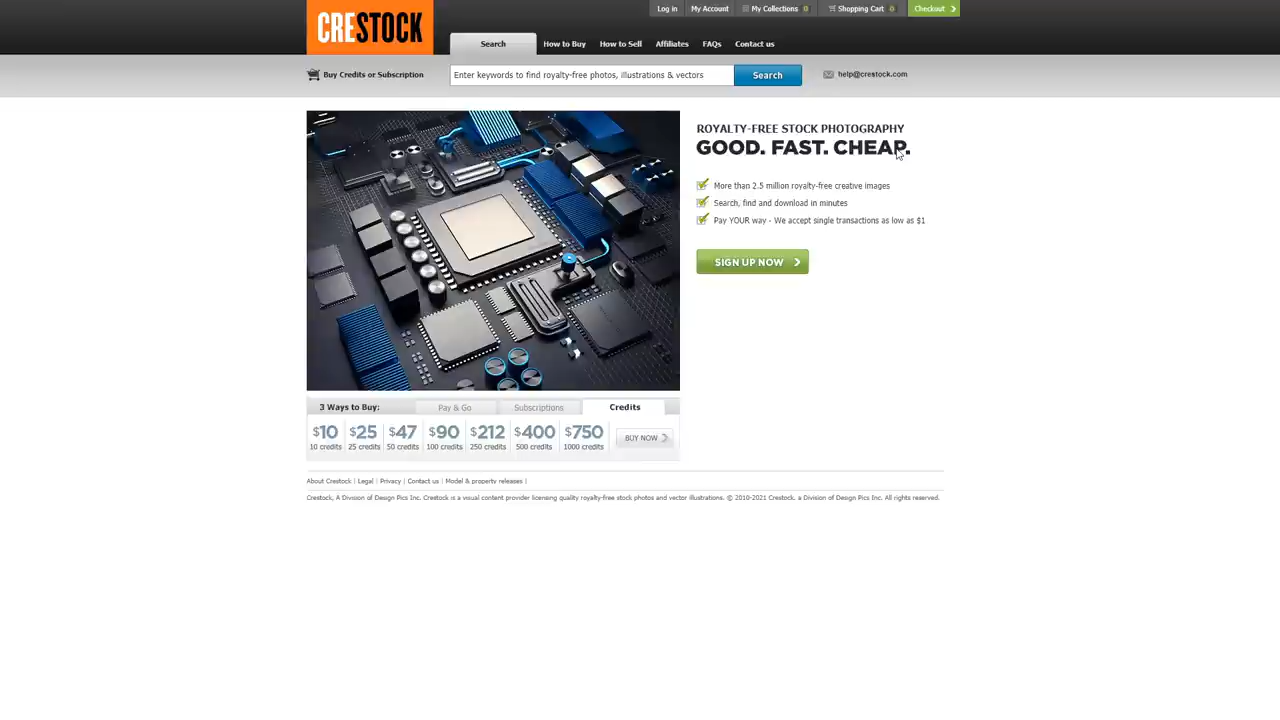 CRESTOCK
Log in
My Account
My Collections 0
Shopping Cart 0
Checkout
Search
How to Buy
How to Sell
Affiliates
FAQs
Contact us
Buy Credits or Subscription
Enter keywords to find royalty-free photos, illustrations & vectors
Search
help@crestock.com
ROYALTY-FREE STOCK PHOTOGRAPHY
GOOD. FAST. CHEAP.
More than 2.5 million royalty-free creative images
Search, find and download in minutes
Pay YOUR way - We accept single transactions as low as $1
SIGN UP NOW
3 Ways to Buy:
Pay & Go
Subscriptions
Credits
$10 $25 $47 $90 $212 $400 $750
10 credits 25 credits 50 credits 100 credits 250 credits 500 credits 1000 credits
BUY NOW
About Crestock | Legal | Privacy | Contact us | Model & property releases |
Crestock, A Division of Design Pics Inc. Crestock is a visual content provider licensing quality royalty-free stock photos and vector illustrations. © 2010-2021 Crestock. a Division of Design Pics Inc. All rights reserved.